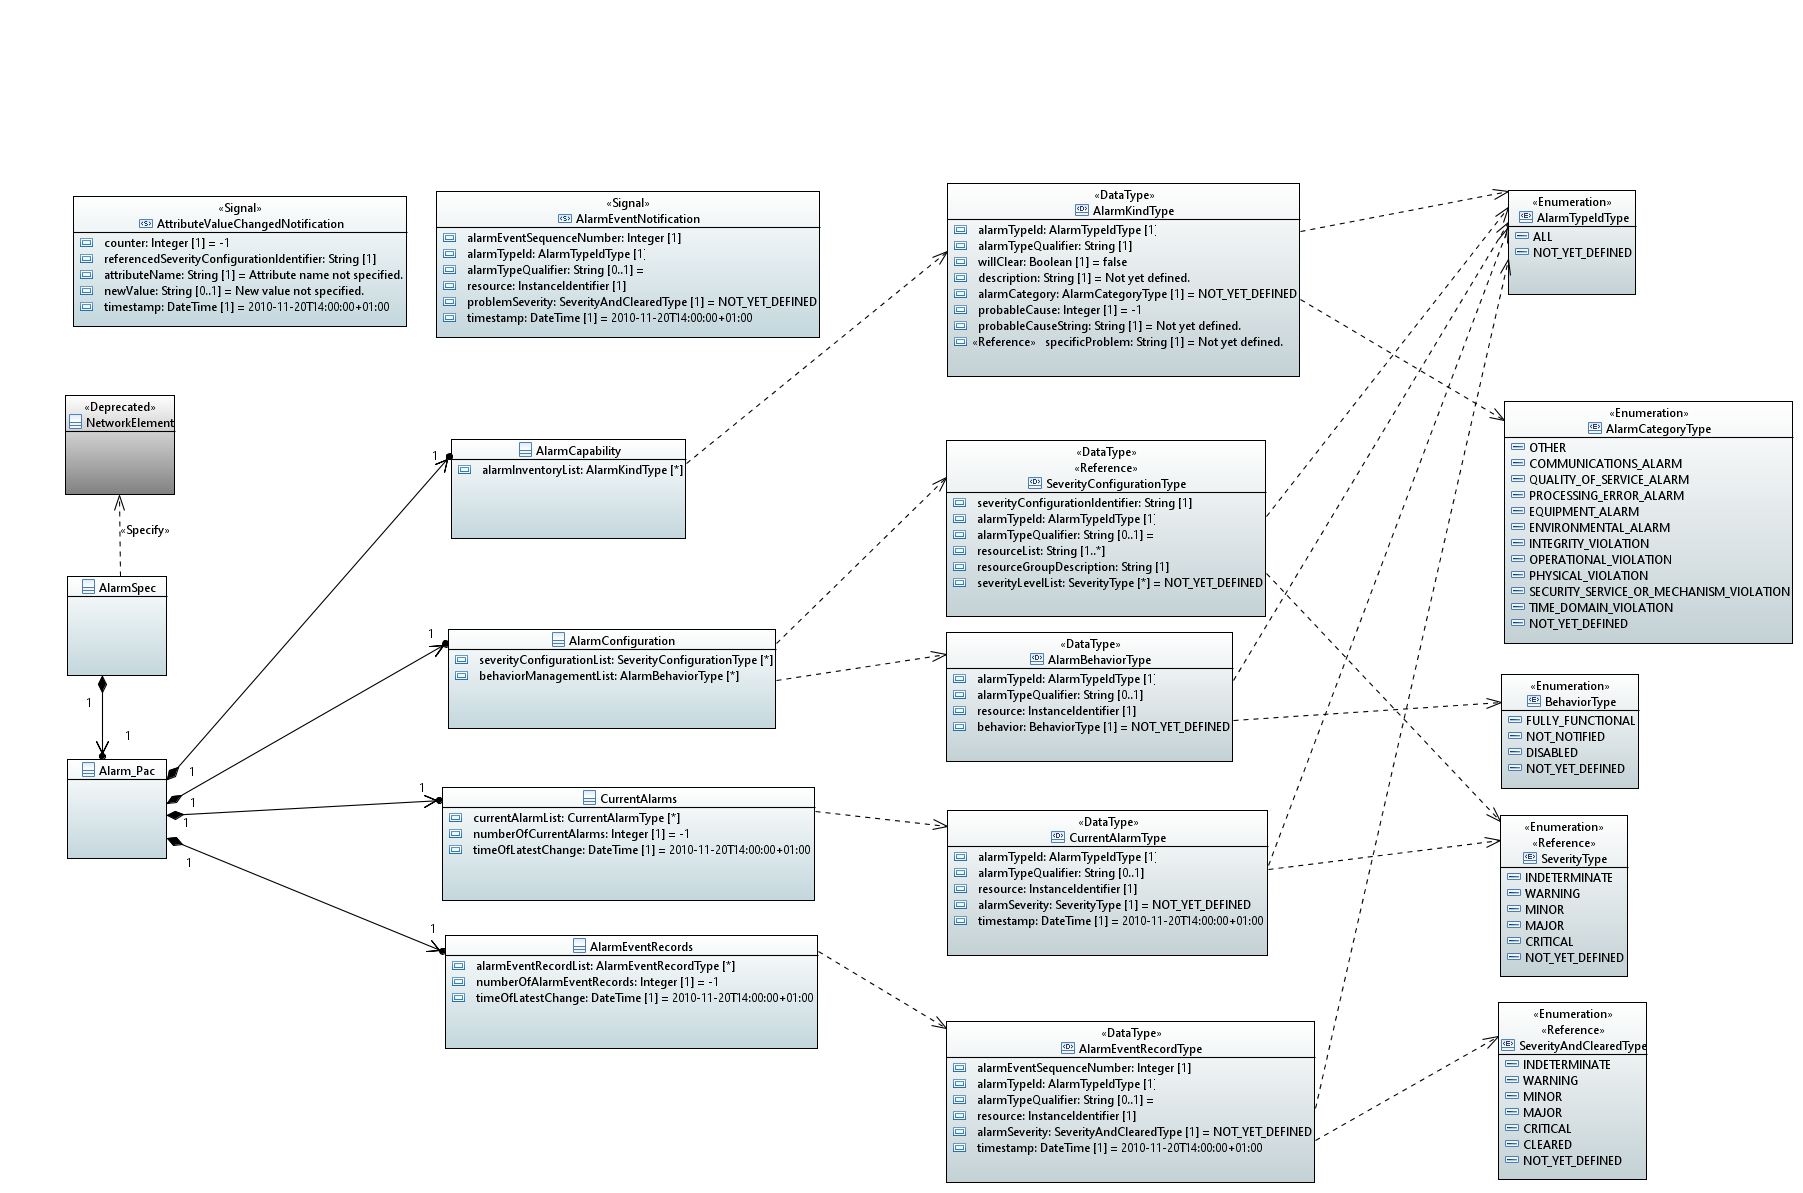 «Signal»
AttributeValueChangedNotification
counter: Integer [1] = -1
referencedSeverityConfigurationIdentifier: String [1]
attributeName: String [1] = Attribute name not specified.
newValue: String [0..1] = New value not specified.
timestamp: DateTime [1] = 2010-11-20T14:00:00+01:00
«Signal»
AlarmEventNotification
alarmEventSequenceNumber: Integer [1]
alarmTypeId: AlarmTypeIdType [1]
alarmTypeQualifier: String [0..1] =
resource: InstanceIdentifier [1]
problemSeverity: SeverityAndClearedType [1] = NOT_YET_DEFINED
timestamp: DateTime [1] = 2010-11-20T14:00:00+01:00
«DataType»
AlarmKindType
alarmTypeId: AlarmTypeIdType [1]
alarmTypeQualifier: String [1]
willClear: Boolean [1] = false
description: String [1] = Not yet defined.
alarmCategory: AlarmCategoryType [1] = NOT_YET_DEFINED
probableCause: Integer [1] = -1
probableCauseString: String [1] = Not yet defined.
«Reference» specificProblem: String [1] = Not yet defined.
«Enumeration»
AlarmTypeIdType
ALL
NOT_YET_DEFINED
«Deprecated»
NetworkElement
«Specify»
AlarmSpec
1
1
Alarm_Pac
1
1
1
1
1
AlarmCapability
alarmInventoryList: AlarmKindType [*]
1
AlarmConfiguration
severityConfigurationList: SeverityConfigurationType [*]
behaviorManagementList: AlarmBehaviorType [*]
1
CurrentAlarms
currentAlarmList: CurrentAlarmType [*]
numberOfCurrentAlarms: Integer [1] = -1
timeOfLatestChange: DateTime [1] = 2010-11-20T14:00:00+01:00
1
AlarmEventRecords
alarmEventRecordList: AlarmEventRecordType [*]
numberOfAlarmEventRecords: Integer [1] = -1
timeOfLatestChange: DateTime [1] = 2010-11-20T14:00:00+01:00
«DataType»
«Reference»
SeverityConfigurationType
severityConfigurationIdentifier: String [1]
alarmTypeId: AlarmTypeIdType [1]
alarmTypeQualifier: String [0..1] =
resourceList: String [1..*]
resourceGroupDescription: String [1]
severityLevelList: SeverityType [*] = NOT_YET_DEFINED
«DataType»
AlarmBehaviorType
alarmTypeId: AlarmTypeIdType [1]
alarmTypeQualifier: String [0..1]
resource: InstanceIdentifier [1]
behavior: BehaviorType [1] = NOT_YET_DEFINED
«DataType»
CurrentAlarmType
alarmTypeId: AlarmTypeIdType [1]
alarmTypeQualifier: String [0..1]
resource: InstanceIdentifier [1]
alarmSeverity: SeverityType [1] = NOT_YET_DEFINED
timestamp: DateTime [1] = 2010-11-20T14:00:00+01:00
«DataType»
AlarmEventRecordType
alarmEventSequenceNumber: Integer [1]
alarmTypeId: AlarmTypeIdType [1]
alarmTypeQualifier: String [0..1] =
resource: InstanceIdentifier [1]
alarmSeverity: SeverityAndClearedType [1] = NOT_YET_DEFINED
timestamp: DateTime [1] = 2010-11-20T14:00:00+01:00
«Enumeration»
AlarmCategoryType
OTHER
COMMUNICATIONS_ALARM
QUALITY_OF_SERVICE_ALARM
PROCESSING_ERROR_ALARM
EQUIPMENT_ALARM
ENVIRONMENTAL_ALARM
INTEGRITY_VIOLATION
OPERATIONAL_VIOLATION
PHYSICAL_VIOLATION
SECURITY_SERVICE_OR_MECHANISM_VIOLATION
TIME_DOMAIN_VIOLATION
NOT_YET_DEFINED
«Enumeration»
BehaviorType
FULLY_FUNCTIONAL
NOT_NOTIFIED
DISABLED
NOT_YET_DEFINED
«Enumeration»
«Reference»
SeverityType
INDETERMINATE
WARNING
MINOR
MAJOR
CRITICAL
NOT_YET_DEFINED
«Enumeration»
«Reference»
SeverityAndClearedType
INDETERMINATE
WARNING
MINOR
MAJOR
CRITICAL
CLEARED
NOT_YET_DEFINED